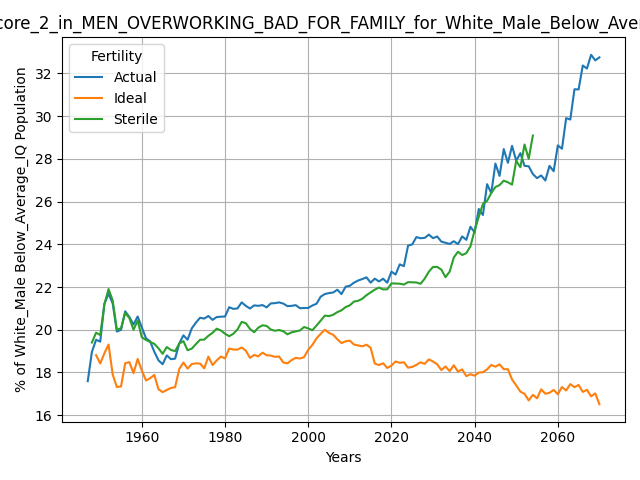 core_2_in_MEN_OVERWORKING_BAD_FOR_FAMILY_for_White_Male_Below_Aver
% of White_Male Below_Average_IQ Population
Fertility
Actual
Ideal
Sterile
32
30
28
26
24
22
20
18
16
1960
1980
2000
2020
2040
2060
Years